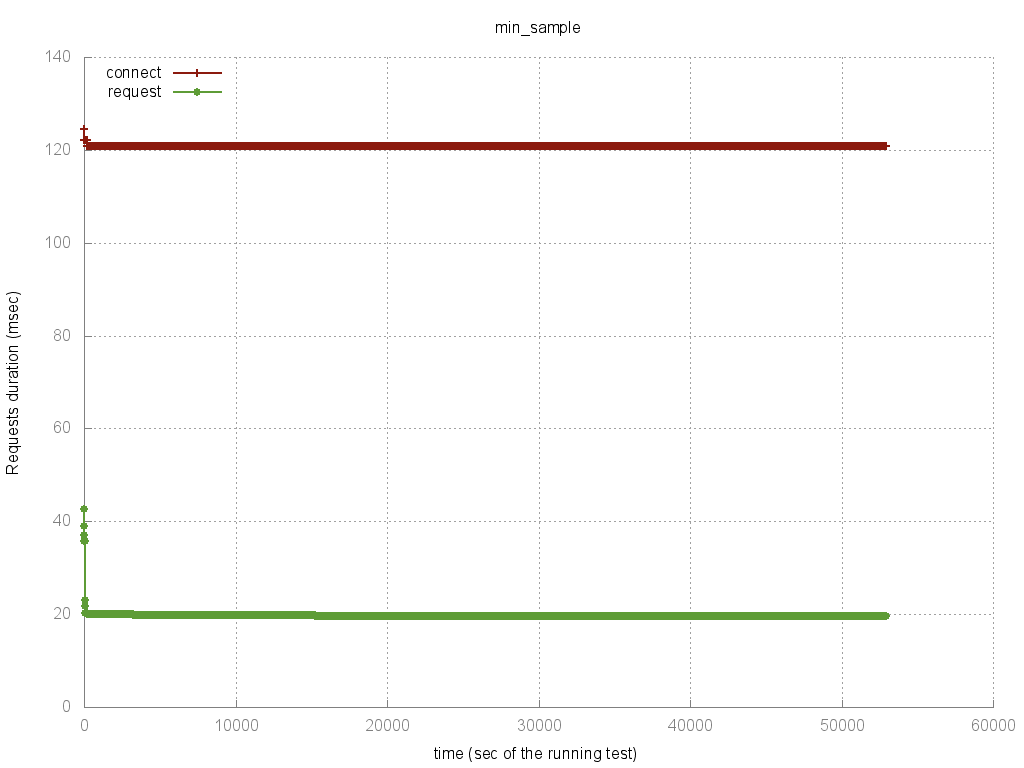 min_sample
140
120
100
80
60
40
20
0
connect
request
Requests duration (msec)
0 10000 20000 30000 40000 50000 60000
time (sec of the running test)